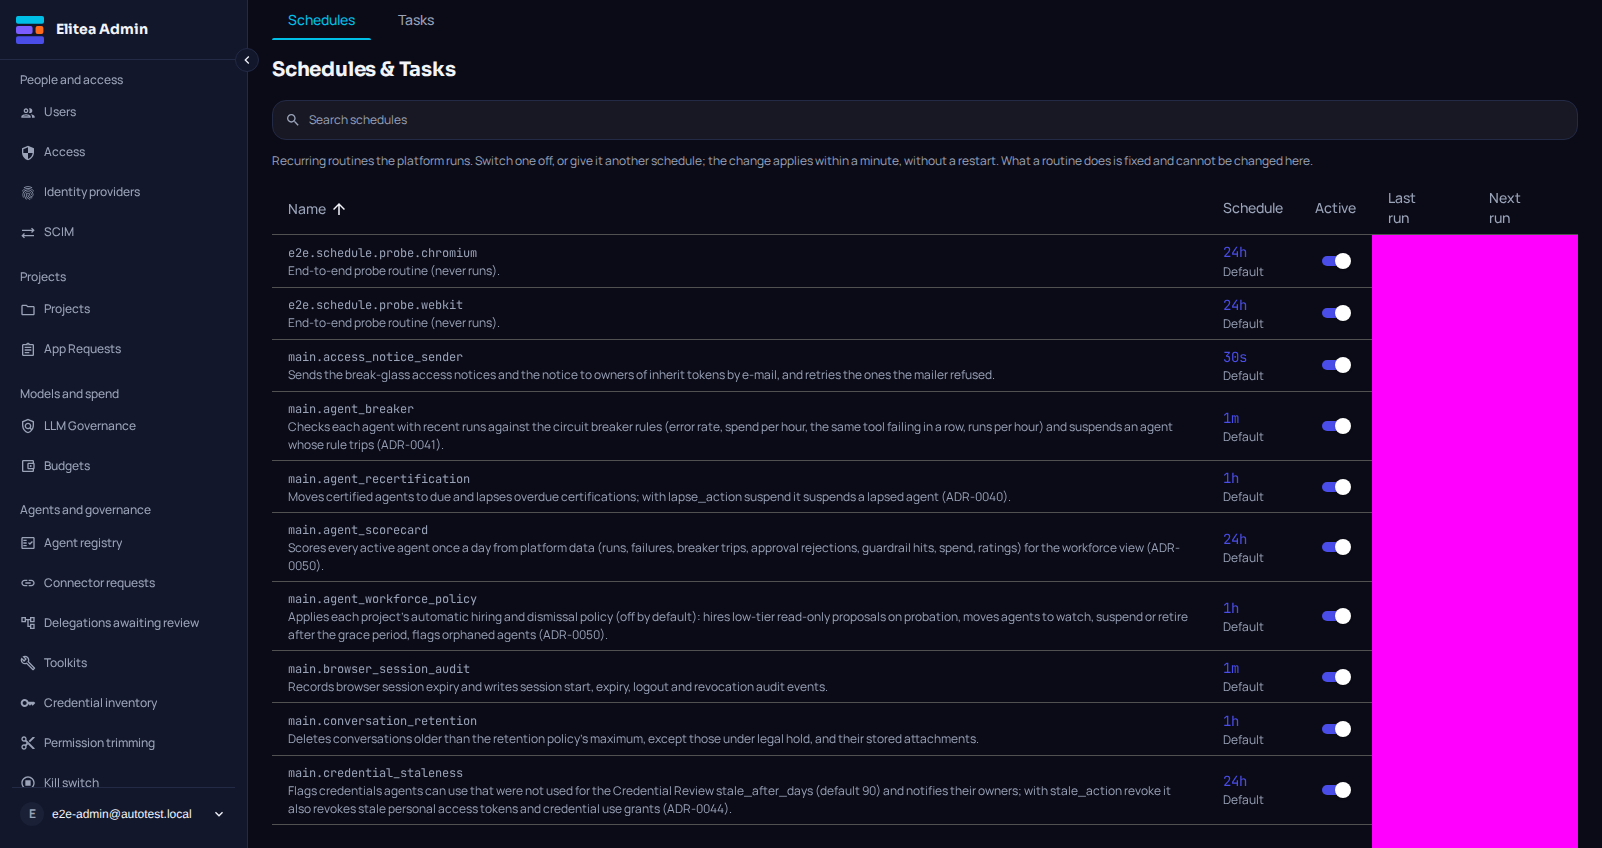 Elitea Admin
People and access
Users
Access
Identity providers
SCIM
Projects
Projects
App Requests
Models and spend
LLM Governance
Budgets
Agents and governance
Agent registry
Connector requests
Delegations awaiting review
Toolkits
Credential inventory
Permission trimming
Kill switch
E e2e-admin@autotest.local
Schedules Tasks
Schedules & Tasks
Search schedules
Recurring routines the platform runs. Switch one off, or give it another schedule; the change applies within a minute, without a restart. What a routine does is fixed and cannot be changed here.
Name Schedule Active Last run Next run
e2e.schedule.probe.chromium
End-to-end probe routine (never runs).
24h
Default
e2e.schedule.probe.webkit
End-to-end probe routine (never runs).
24h
Default
main.access_notice_sender
Sends the break-glass access notices and the notice to owners of inherit tokens by e-mail, and retries the ones the mailer refused.
30s
Default
main.agent_breaker
Checks each agent with recent runs against the circuit breaker rules (error rate, spend per hour, the same tool failing in a row, runs per hour) and suspends an agent
whose rule trips (ADR-0041).
1m
Default
main.agent_recertification
Moves certified agents to due and lapses overdue certifications; with lapse_action suspend it suspends a lapsed agent (ADR-0040).
1h
Default
main.agent_scorecard
Scores every active agent once a day from platform data (runs, failures, breaker trips, approval rejections, guardrail hits, spend, ratings) for the workforce view (ADR-
0050).
24h
Default
main.agent_workforce_policy
Applies each project's automatic hiring and dismissal policy (off by default): hires low-tier read-only proposals on probation, moves agents to watch, suspend or retire
after the grace period, flags orphaned agents (ADR-0050).
1h
Default
main.browser_session_audit
Records browser session expiry and writes session start, expiry, logout and revocation audit events.
1m
Default
main.conversation_retention
Deletes conversations older than the retention policy's maximum, except those under legal hold, and their stored attachments.
1h
Default
main.credential_staleness
Flags credentials agents can use that were not used for the Credential Review stale_after_days (default 90) and notifies their owners; with stale_action revoke it
also revokes stale personal access tokens and credential use grants (ADR-0044).
24h
Default